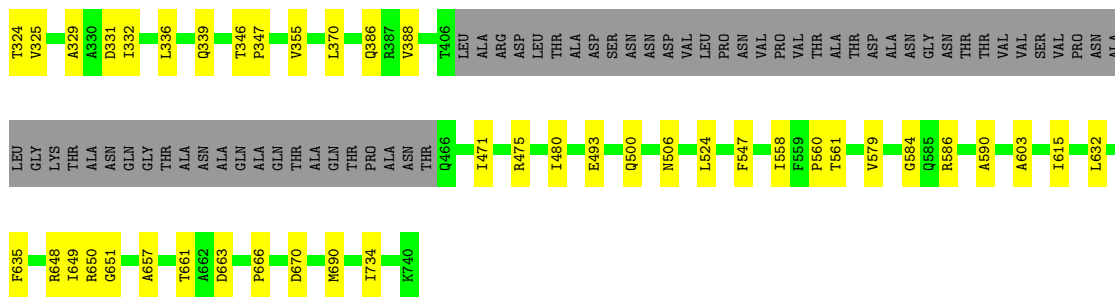 T324 V325 A329 A330 D331 I332 L336 Q339 T346 P347 V355 L370 Q386 R387 V388 T406 LEU ALA ARG ASP LEU THR ALA ASP SER ASN ASN ASP VAL LEU PRO ASN VAL PRO VAL THR ALA THR ASP ALA ASN GLY ASN THR THR VAL VAL SER VAL PRO ASN ALA
LEU GLY LYS THR ALA ASN GLN GLY THR ALA ASN ALA GLN ALA GLN THR ALA GLN THR PRO ALA ASN THR Q466 I471 R475 I480 E493 Q500 N506 L524 F547 I558 F559 P560 T561 V579 G584 Q585 R586 A590 A603 I615 L632
F635 R648 I649 R650 G651 A657 T661 A662 D663 P666 D670 M690 I734 K740